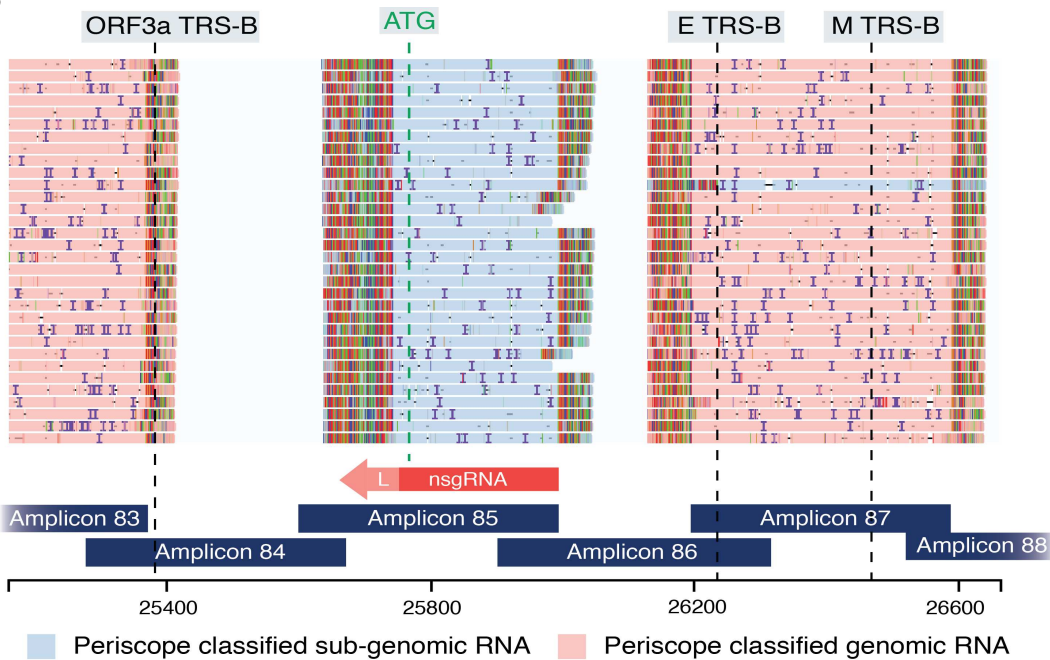 ORF3a TRS-B
ATG
E TRS-B
M TRS-B
L
nsgRNA
Amplicon 83
Amplicon 85
Amplicon 87
Amplicon 84
Amplicon 86
Amplicon 88
25400
25800
26200
26600
Periscope classified sub-genomic RNA
Periscope classified genomic RNA